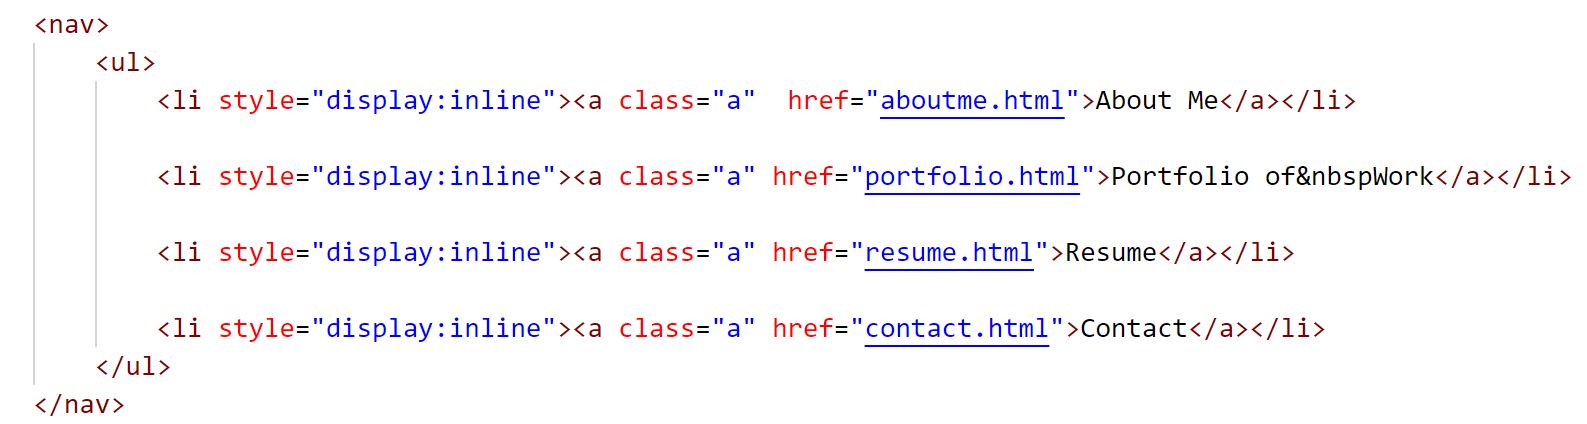 <nav>
<ul>
<li style="display:inline"><a class="a"  href="aboutme.html">About Me</a></li>
<li style="display:inline"><a class="a" href="portfolio.html">Portfolio of&nbspWork</a></li>
<li style="display:inline"><a class="a" href="resume.html">Resume</a></li>
<li style="display:inline"><a class="a" href="contact.html">Contact</a></li>
</ul>
</nav>